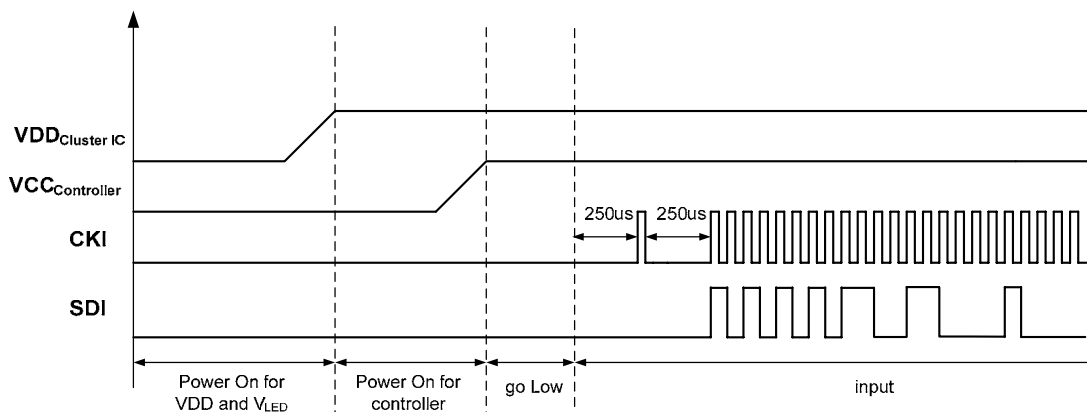 VDDCluster IC
VCCController
250us 250us
CKI
SDI
Power On for
VDD and VLED
Power On for
controller
go Low
input